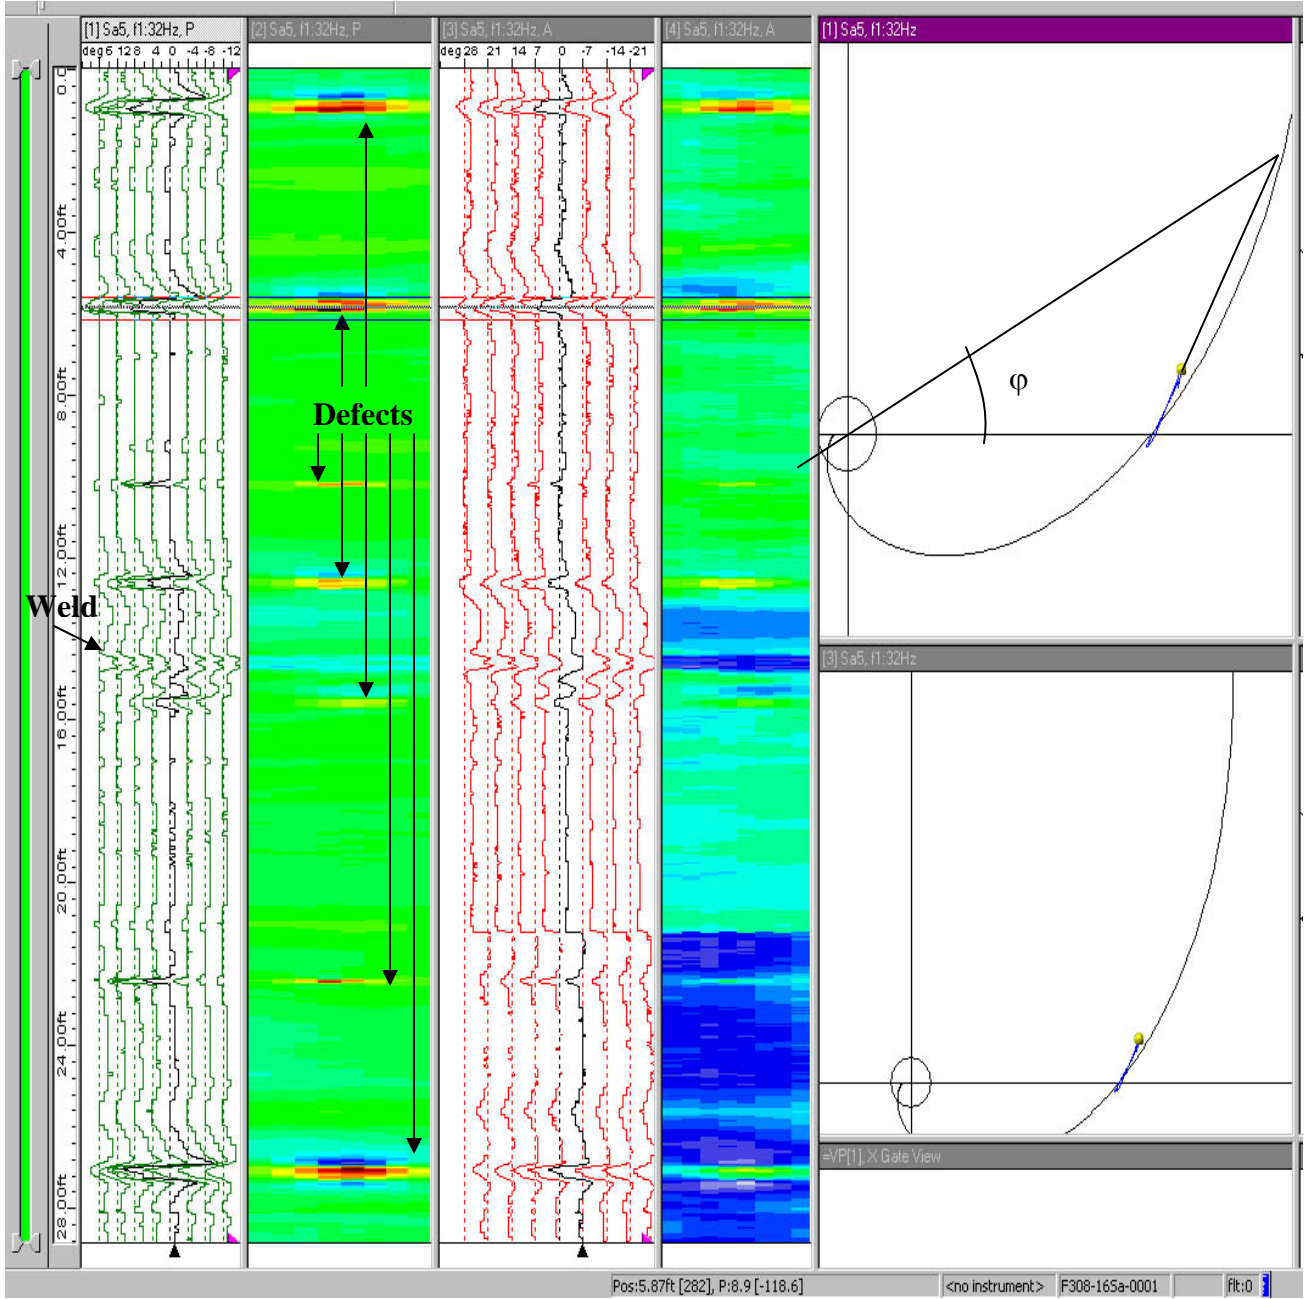 [1] Sa5, f1:32Hz, P
[2] Sa5, f1:32Hz, P
[3] Sa5, f1:32Hz, A
[4] Sa5, f1:32Hz, A
[1] Sa5, f1:32Hz
deg 6 12 8 4 0 -4 -8 -12
deg 28 21 14 7 0 -7 -14 -21
0.0
4.00ft
8.00ft
12.00ft
16.00ft
20.00ft
24.00ft
28.00ft
Defects
Weld
φ
[3] Sa5, f1:32Hz
=VP[1], X Gate View
Pos:5.87ft [282], P:8.9 [-118.6]
<no instrument>
F308-16Sa-0001
flt:0